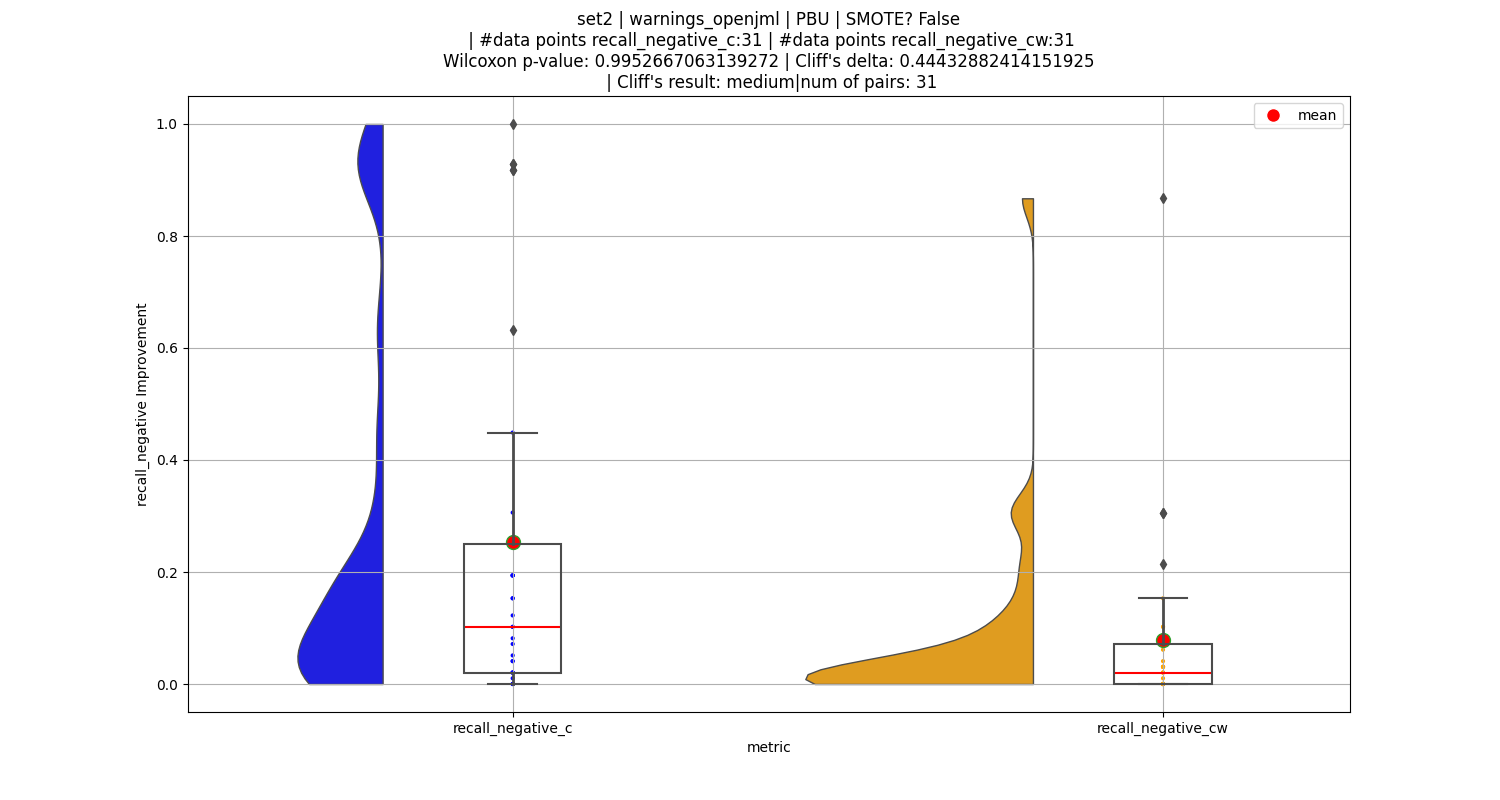 set2 | warnings_openjml | PBU | SMOTE? False
| #data points recall_negative_c:31 | #data points recall_negative_cw:31
Wilcoxon p-value: 0.9952667063139272 | Cliff's delta: 0.44432882414151925
| Cliff's result: medium|num of pairs: 31
mean
1.0
0.8
0.6
0.4
0.2
0.0
recall_negative Improvement
recall_negative_c
recall_negative_cw
metric